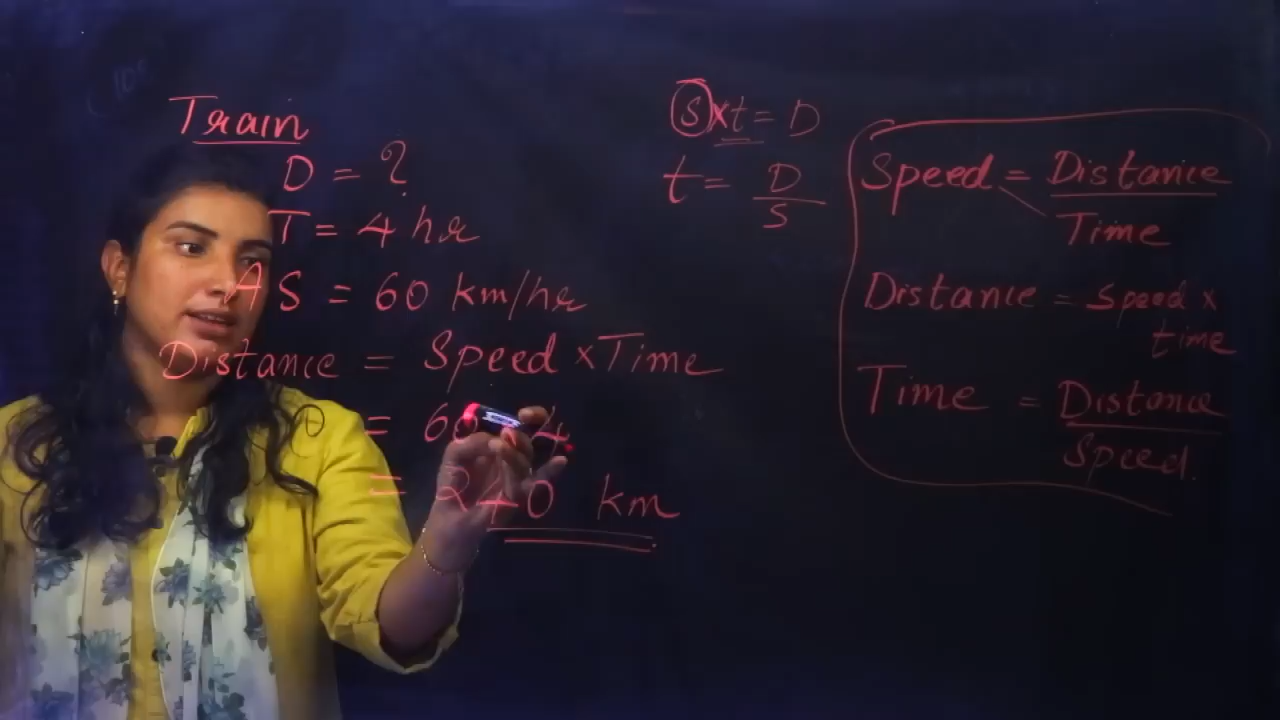 Train
D = ?
T = 4 hr
A S = 60 km/hr
Distance = Speed × Time
= 60 4
= 240 km
s × t = D
t = D
S
Speed = Distance
Time
Distance = Speed ×
time
Time = Distance
Speed.